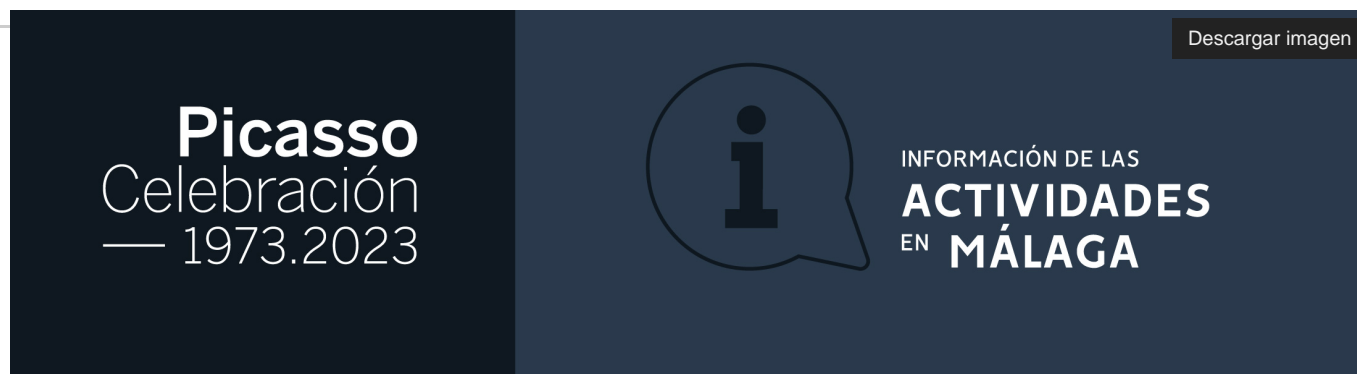 Descargar imagen
Picasso
Celebración
— 1973.2023
i
INFORMACIÓN DE LAS
ACTIVIDADES
EN MÁLAGA